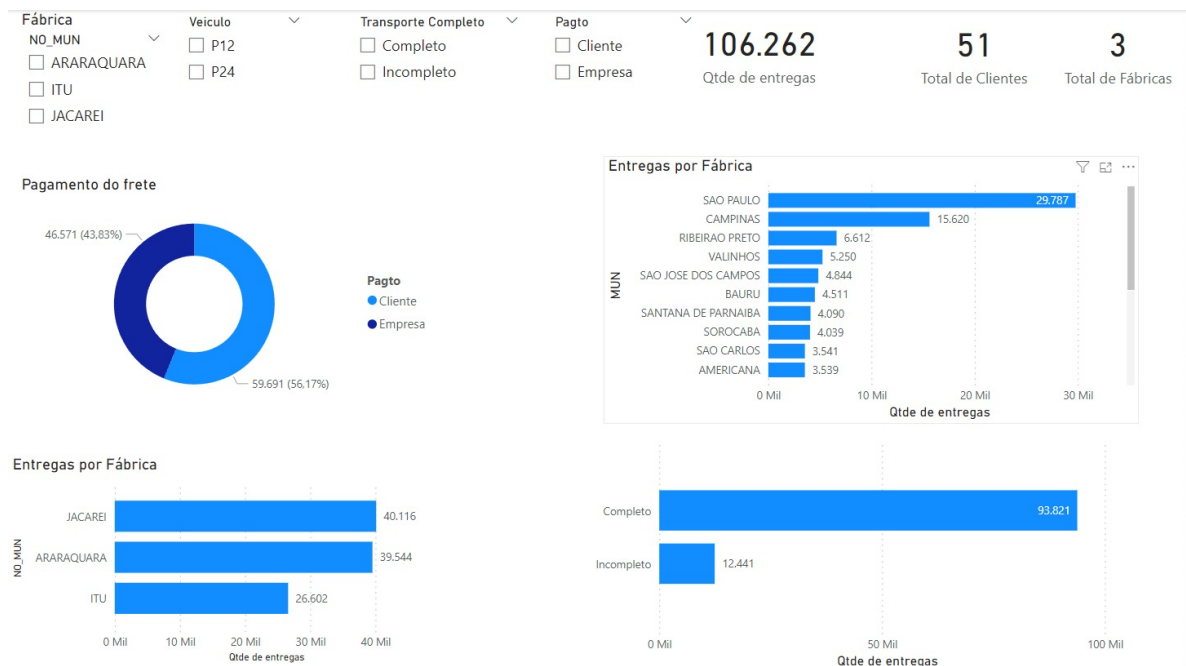 Fábrica
NO_MUN
ARARAQUARA
ITU
JACAREI
Veiculo
P12
P24
Transporte Completo
Completo
Incompleto
Pagto
Cliente
Empresa
106.262
Qtde de entregas
51
Total de Clientes
3
Total de Fábricas
Pagamento do frete
46.571 (43,83%)
59.691 (56,17%)
Pagto
Cliente
Empresa
Entregas por Fábrica
MUN
SAO PAULO 29.787
CAMPINAS 15.620
RIBEIRAO PRETO 6.612
VALINHOS 5.250
SAO JOSE DOS CAMPOS 4.844
BAURU 4.511
SANTANA DE PARNAIBA 4.090
SOROCABA 4.039
SAO CARLOS 3.541
AMERICANA 3.539
0 Mil 10 Mil 20 Mil 30 Mil
Qtde de entregas
Entregas por Fábrica
NO_MUN
JACAREI 40.116
ARARAQUARA 39.544
ITU 26.602
0 Mil 10 Mil 20 Mil 30 Mil 40 Mil
Qtde de entregas
Completo 93.821
Incompleto 12.441
0 Mil 50 Mil 100 Mil
Qtde de entregas